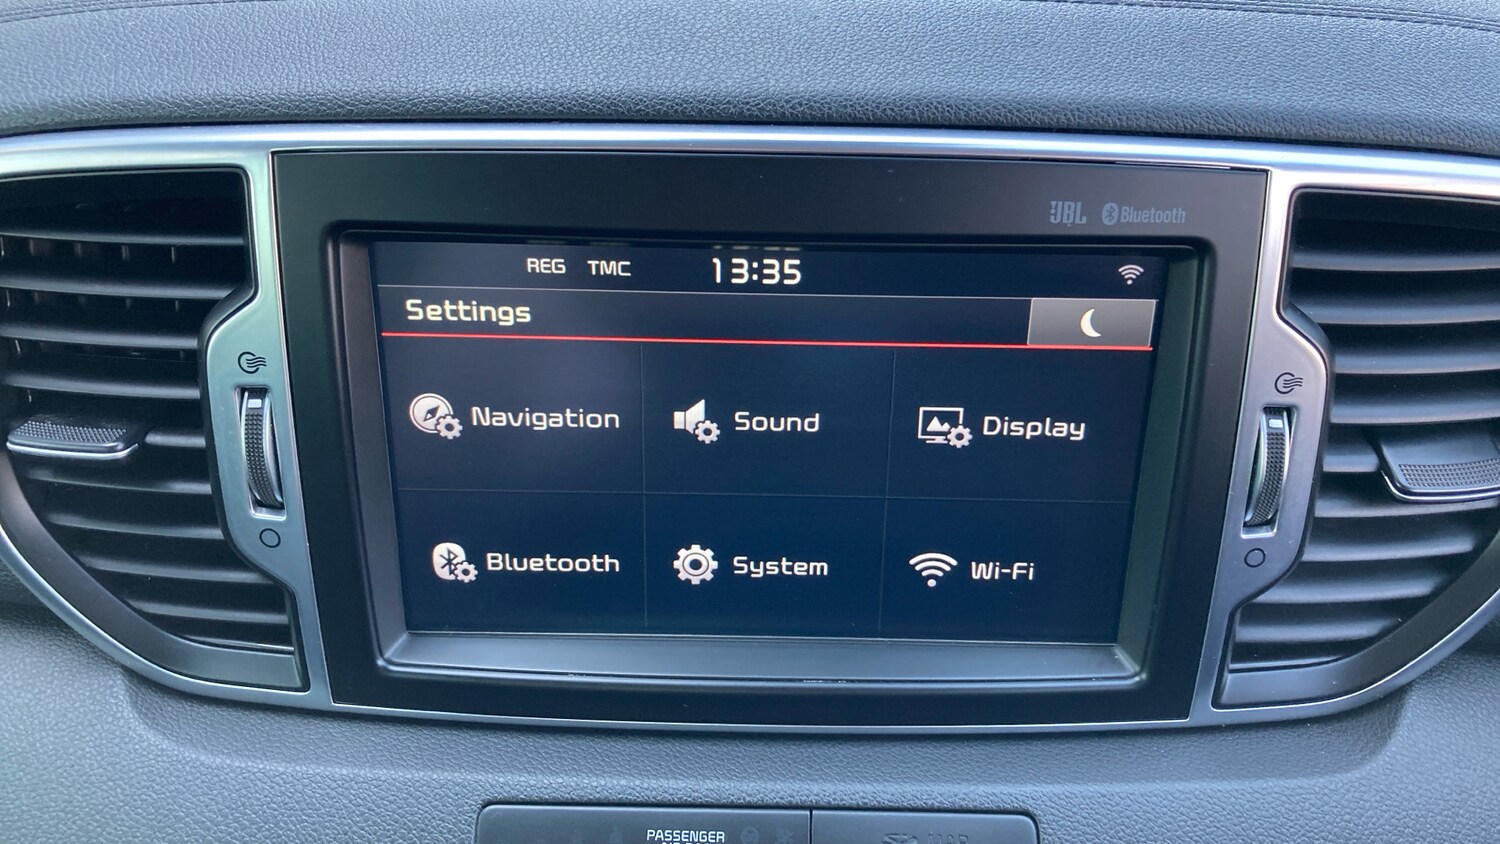 JBL Bluetooth
REG TMC 13:35
Settings
Navigation Sound Display
Bluetooth System Wi-Fi
PASSENGER